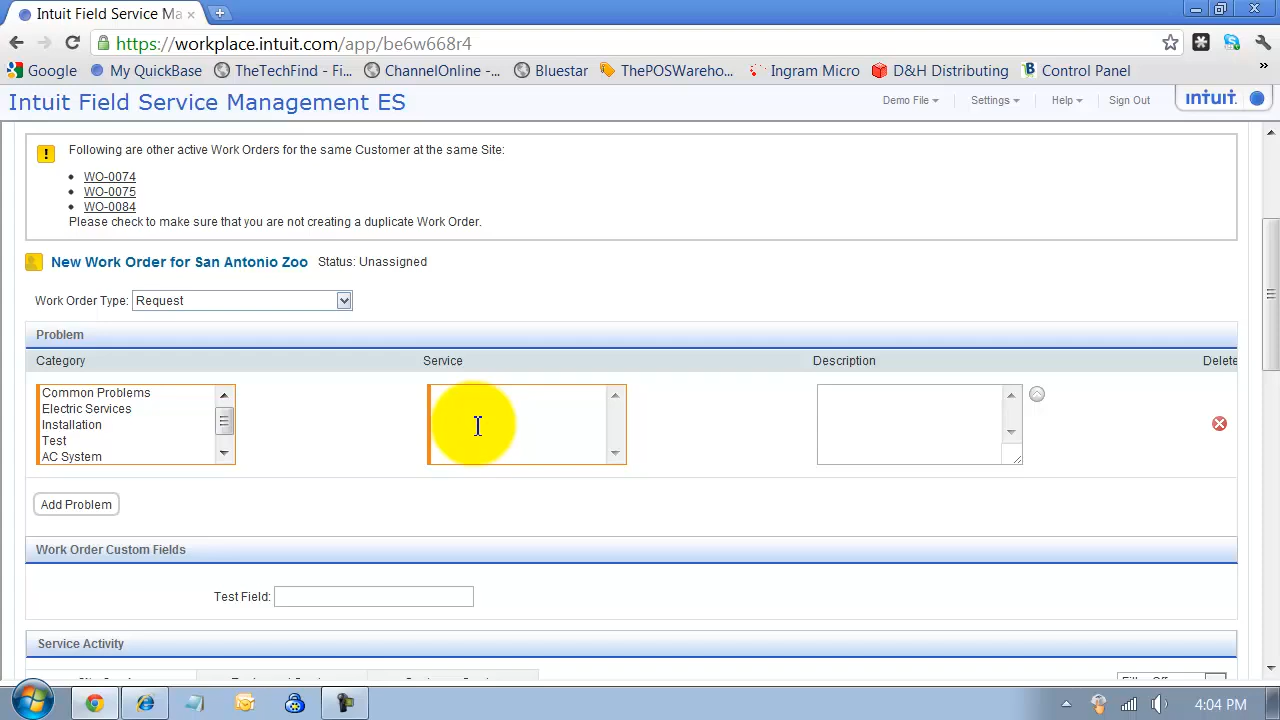 Intuit Field Service Ma
https://workplace.intuit.com/app/be6w668r4
Google My QuickBase TheTechFind - Fi... ChannelOnline -... Bluestar ThePOSWareho... Ingram Micro D&H Distributing Control Panel »
Intuit Field Service Management ES
Demo File Settings Help Sign Out intuit.
Following are other active Work Orders for the same Customer at the same Site:
• WO-0074
• WO-0075
• WO-0084
Please check to make sure that you are not creating a duplicate Work Order.
New Work Order for San Antonio Zoo Status: Unassigned
Work Order Type: Request
Problem
Category Service Description Delete
Common Problems
Electric Services
Installation
Test
AC System
Add Problem
Work Order Custom Fields
Test Field:
Service Activity
4:04 PM